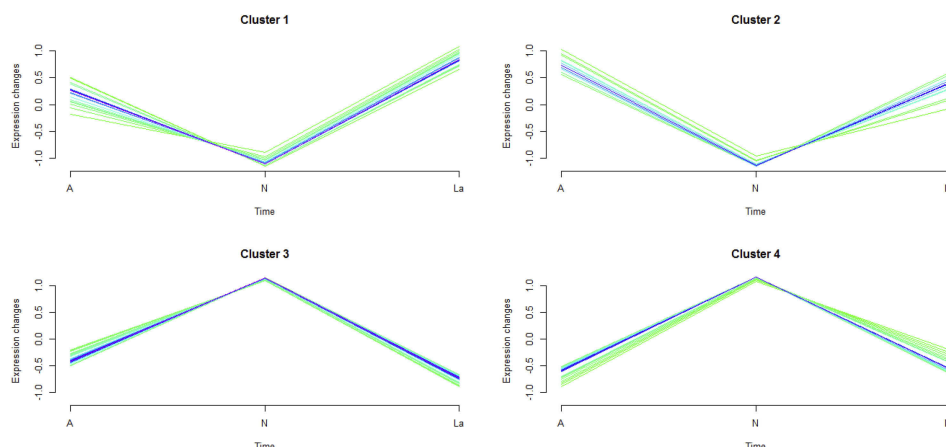 Cluster 1
Expression changes
1.0
0.5
0.0
-0.5
-1.0
A N La
Time
Cluster 2
Expression changes
1.0
0.5
0.0
-0.5
-1.0
A N
Time
Cluster 3
Expression changes
1.0
0.5
0.0
-0.5
-1.0
A N La
Time
Cluster 4
Expression changes
1.0
0.5
0.0
-0.5
-1.0
A N
Time